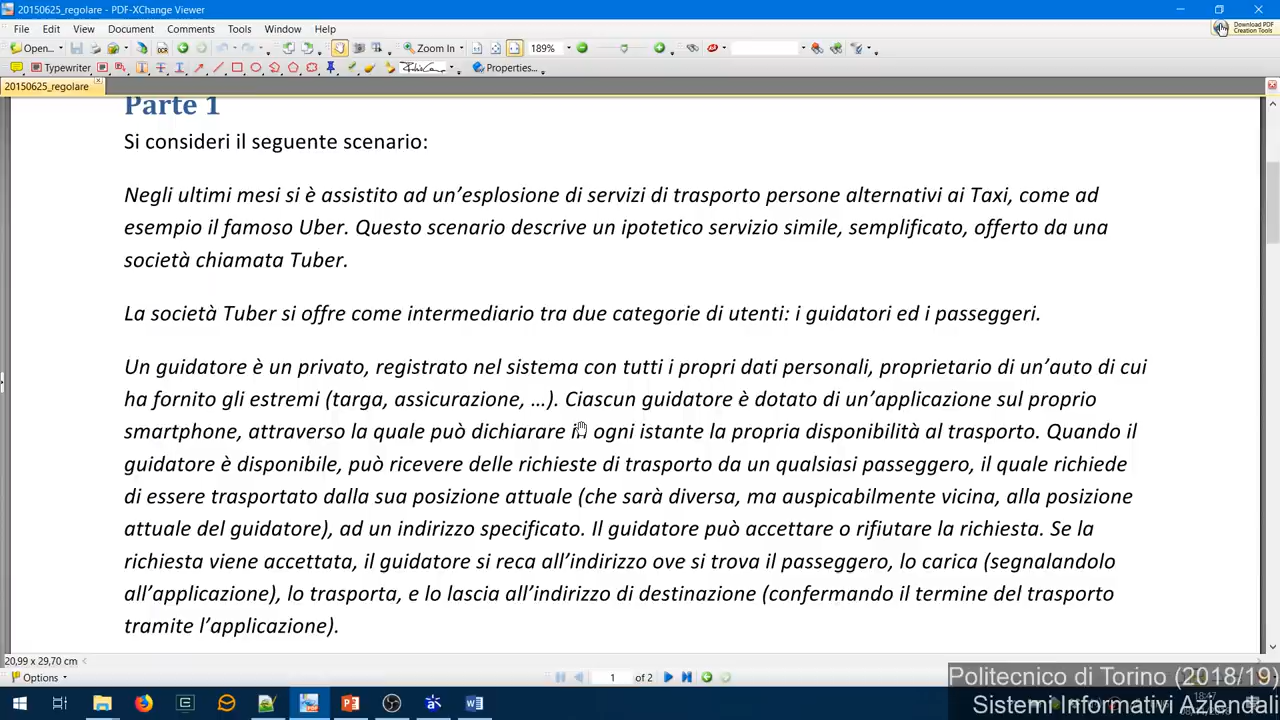 20150625_regolare - PDF-XChange Viewer
File Edit View Document Comments Tools Window Help
Download PDF
Creation Tools
Open... Zoom In 189%
Typewriter Properties...
20150625_regolare
Parte 1
Si consideri il seguente scenario:
Negli ultimi mesi si è assistito ad un’esplosione di servizi di trasporto persone alternativi ai Taxi, come ad
esempio il famoso Uber. Questo scenario descrive un ipotetico servizio simile, semplificato, offerto da una
società chiamata Tuber.
La società Tuber si offre come intermediario tra due categorie di utenti: i guidatori ed i passeggeri.
Un guidatore è un privato, registrato nel sistema con tutti i propri dati personali, proprietario di un’auto di cui
ha fornito gli estremi (targa, assicurazione, …). Ciascun guidatore è dotato di un’applicazione sul proprio
smartphone, attraverso la quale può dichiarare in ogni istante la propria disponibilità al trasporto. Quando il
guidatore è disponibile, può ricevere delle richieste di trasporto da un qualsiasi passeggero, il quale richiede
di essere trasportato dalla sua posizione attuale (che sarà diversa, ma auspicabilmente vicina, alla posizione
attuale del guidatore), ad un indirizzo specificato. Il guidatore può accettare o rifiutare la richiesta. Se la
richiesta viene accettata, il guidatore si reca all’indirizzo ove si trova il passeggero, lo carica (segnalandolo
all’applicazione), lo trasporta, e lo lascia all’indirizzo di destinazione (confermando il termine del trasporto
tramite l’applicazione).
20,99 x 29,70 cm
Options 1 of 2
Politecnico di Torino (2018/19)
18:47
Sistemi Informativi Aziendali